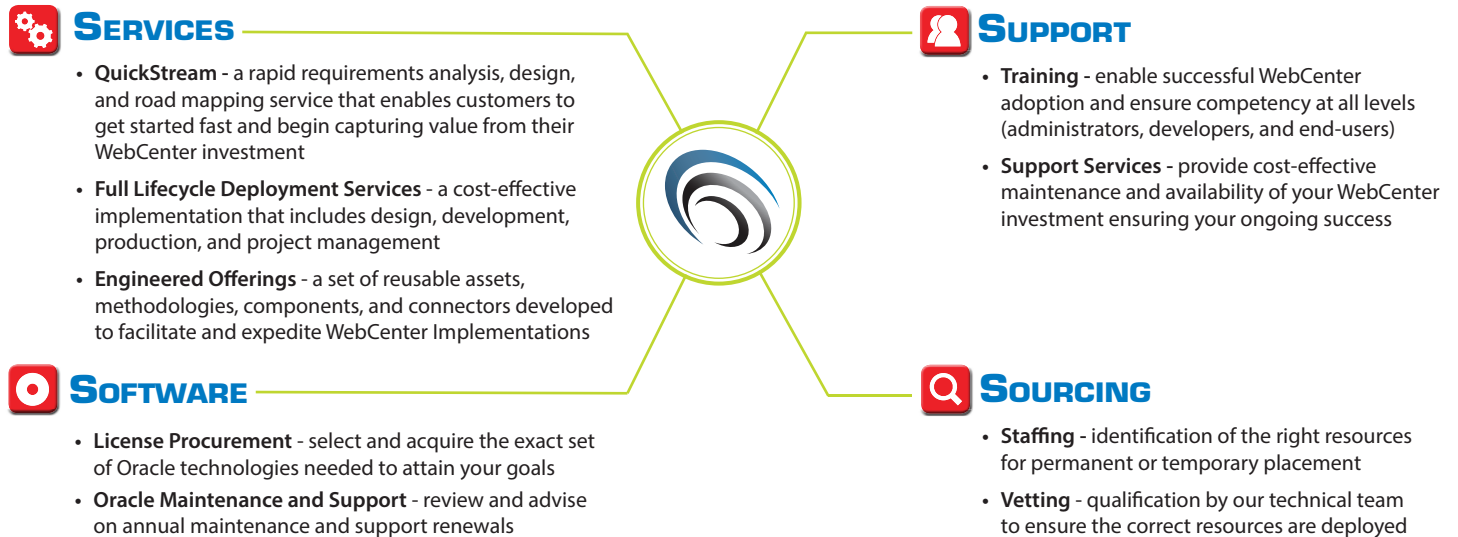 SERVICES
• QuickStream - a rapid requirements analysis, design,
and road mapping service that enables customers to
get started fast and begin capturing value from their
WebCenter investment
• Full Lifecycle Deployment Services - a cost-effective
implementation that includes design, development,
production, and project management
• Engineered Offerings - a set of reusable assets,
methodologies, components, and connectors developed
to facilitate and expedite WebCenter Implementations
SUPPORT
• Training - enable successful WebCenter
adoption and ensure competency at all levels
(administrators, developers, and end-users)
• Support Services - provide cost-effective
maintenance and availability of your WebCenter
investment ensuring your ongoing success
SOFTWARE
• License Procurement - select and acquire the exact set
of Oracle technologies needed to attain your goals
• Oracle Maintenance and Support - review and advise
on annual maintenance and support renewals
SOURCING
• Staffing - identification of the right resources
for permanent or temporary placement
• Vetting - qualification by our technical team
to ensure the correct resources are deployed